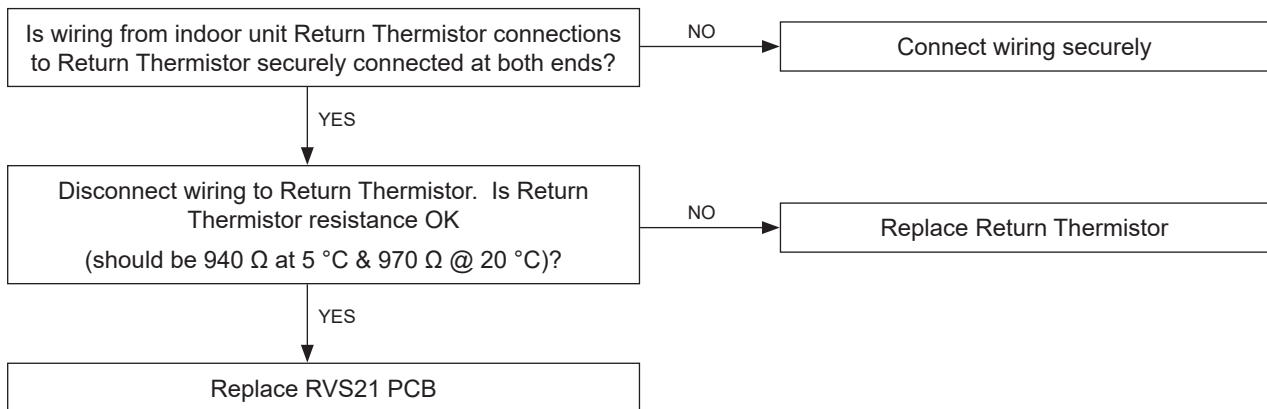 Is wiring from indoor unit Return Thermistor connections
to Return Thermistor securely connected at both ends?
NO
Connect wiring securely
YES
Disconnect wiring to Return Thermistor.  Is Return
Thermistor resistance OK
(should be 940 Ω at 5 °C & 970 Ω @ 20 °C)?
NO
Replace Return Thermistor
YES
Replace RVS21 PCB